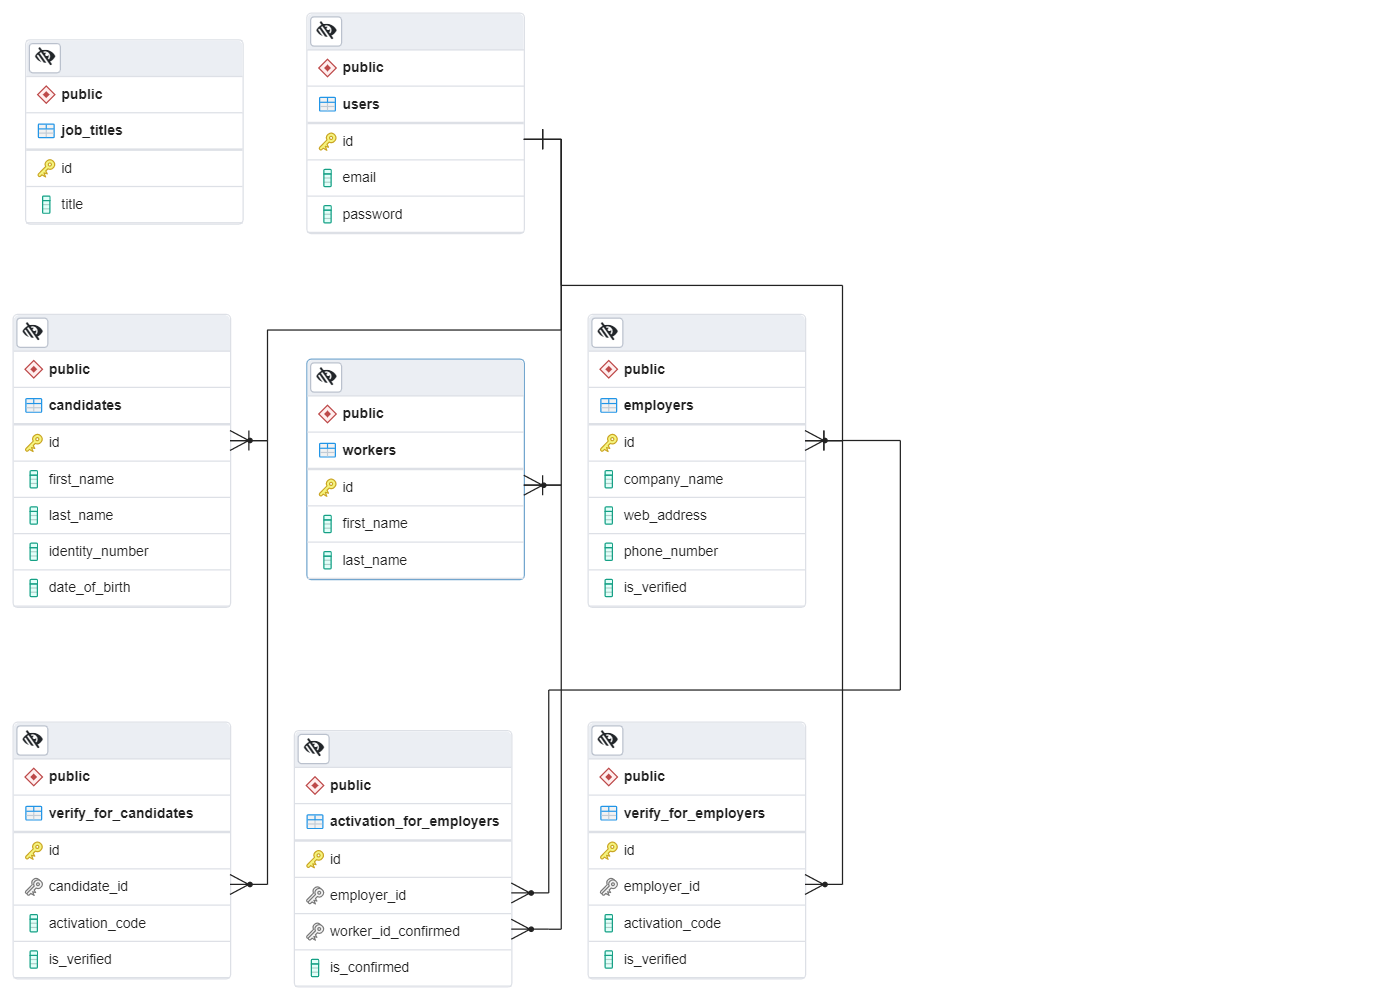 public
job_titles
id
title
public
users
id
email
password
public
candidates
id
first_name
last_name
identity_number
date_of_birth
public
workers
id
first_name
last_name
public
employers
id
company_name
web_address
phone_number
is_verified
public
verify_for_candidates
id
candidate_id
activation_code
is_verified
public
activation_for_employers
id
employer_id
worker_id_confirmed
is_confirmed
public
verify_for_employers
id
employer_id
activation_code
is_verified